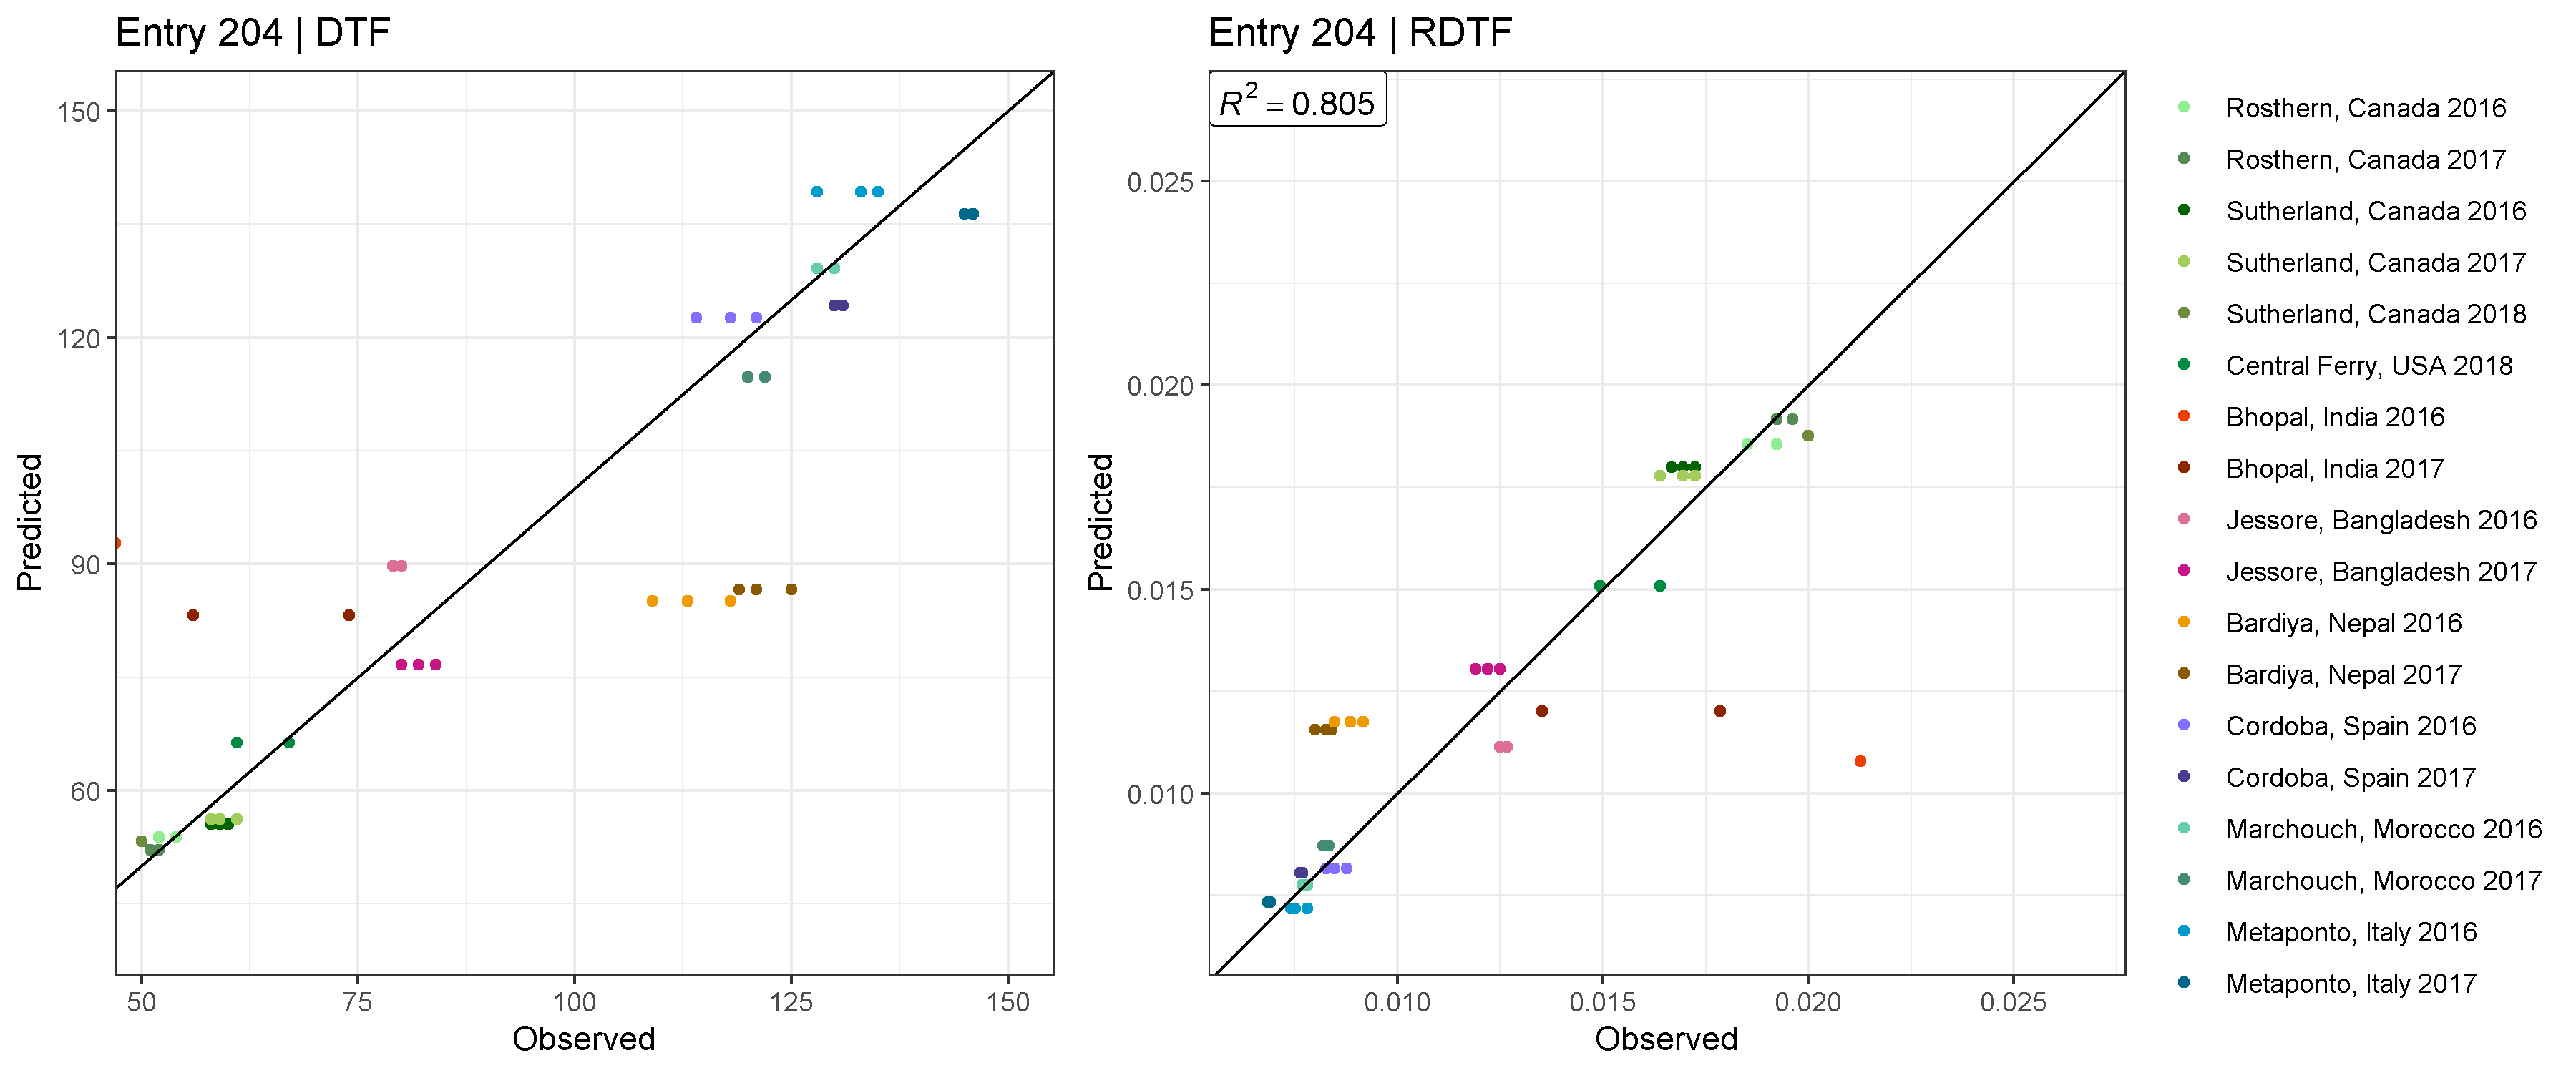 Entry 204 | DTF
150
120
90
60
50
75
100
125
150
Observed
Predicted
Entry 204 | RDTF
R² = 0.805
0.025
0.020
0.015
0.010
0.010
0.015
0.020
0.025
Observed
Predicted
Rosthern, Canada 2016
Rosthern, Canada 2017
Sutherland, Canada 2016
Sutherland, Canada 2017
Sutherland, Canada 2018
Central Ferry, USA 2018
Bhopal, India 2016
Bhopal, India 2017
Jessore, Bangladesh 2016
Jessore, Bangladesh 2017
Bardiya, Nepal 2016
Bardiya, Nepal 2017
Cordoba, Spain 2016
Cordoba, Spain 2017
Marchouch, Morocco 2016
Marchouch, Morocco 2017
Metaponto, Italy 2016
Metaponto, Italy 2017